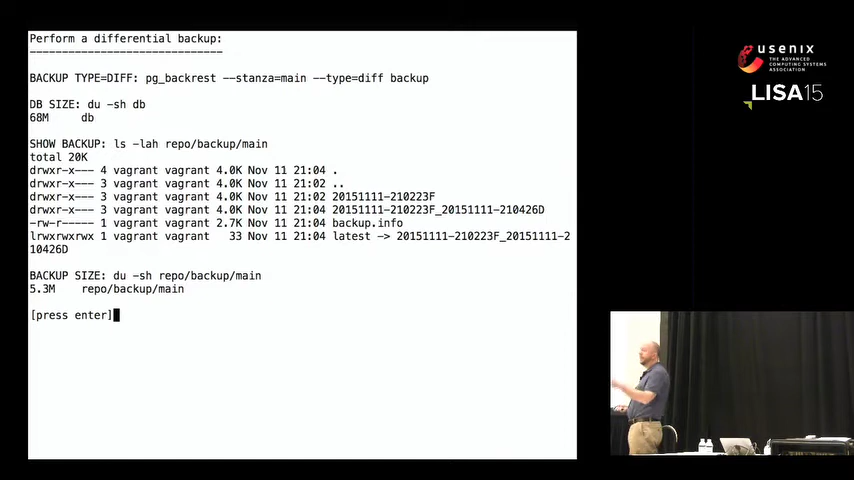 Perform a differential backup:
------------------------------
BACKUP TYPE=DIFF: pg_backrest --stanza=main --type=diff backup
DB SIZE: du -sh db
68M     db
SHOW BACKUP: ls -lah repo/backup/main
total 20K
drwxr-x--- 4 vagrant vagrant 4.0K Nov 11 21:04 .
drwxr-x--- 3 vagrant vagrant 4.0K Nov 11 21:02 ..
drwxr-x--- 3 vagrant vagrant 4.0K Nov 11 21:02 20151111-210223F
drwxr-x--- 3 vagrant vagrant 4.0K Nov 11 21:04 20151111-210223F_20151111-210426D
-rw-r----- 1 vagrant vagrant 2.7K Nov 11 21:04 backup.info
lrwxrwxrwx 1 vagrant vagrant   33 Nov 11 21:04 latest -> 20151111-210223F_20151111-2
10426D
BACKUP SIZE: du -sh repo/backup/main
5.3M    repo/backup/main
[press enter]
usenix
THE ADVANCED
COMPUTING SYSTEMS
ASSOCIATION
LISA15